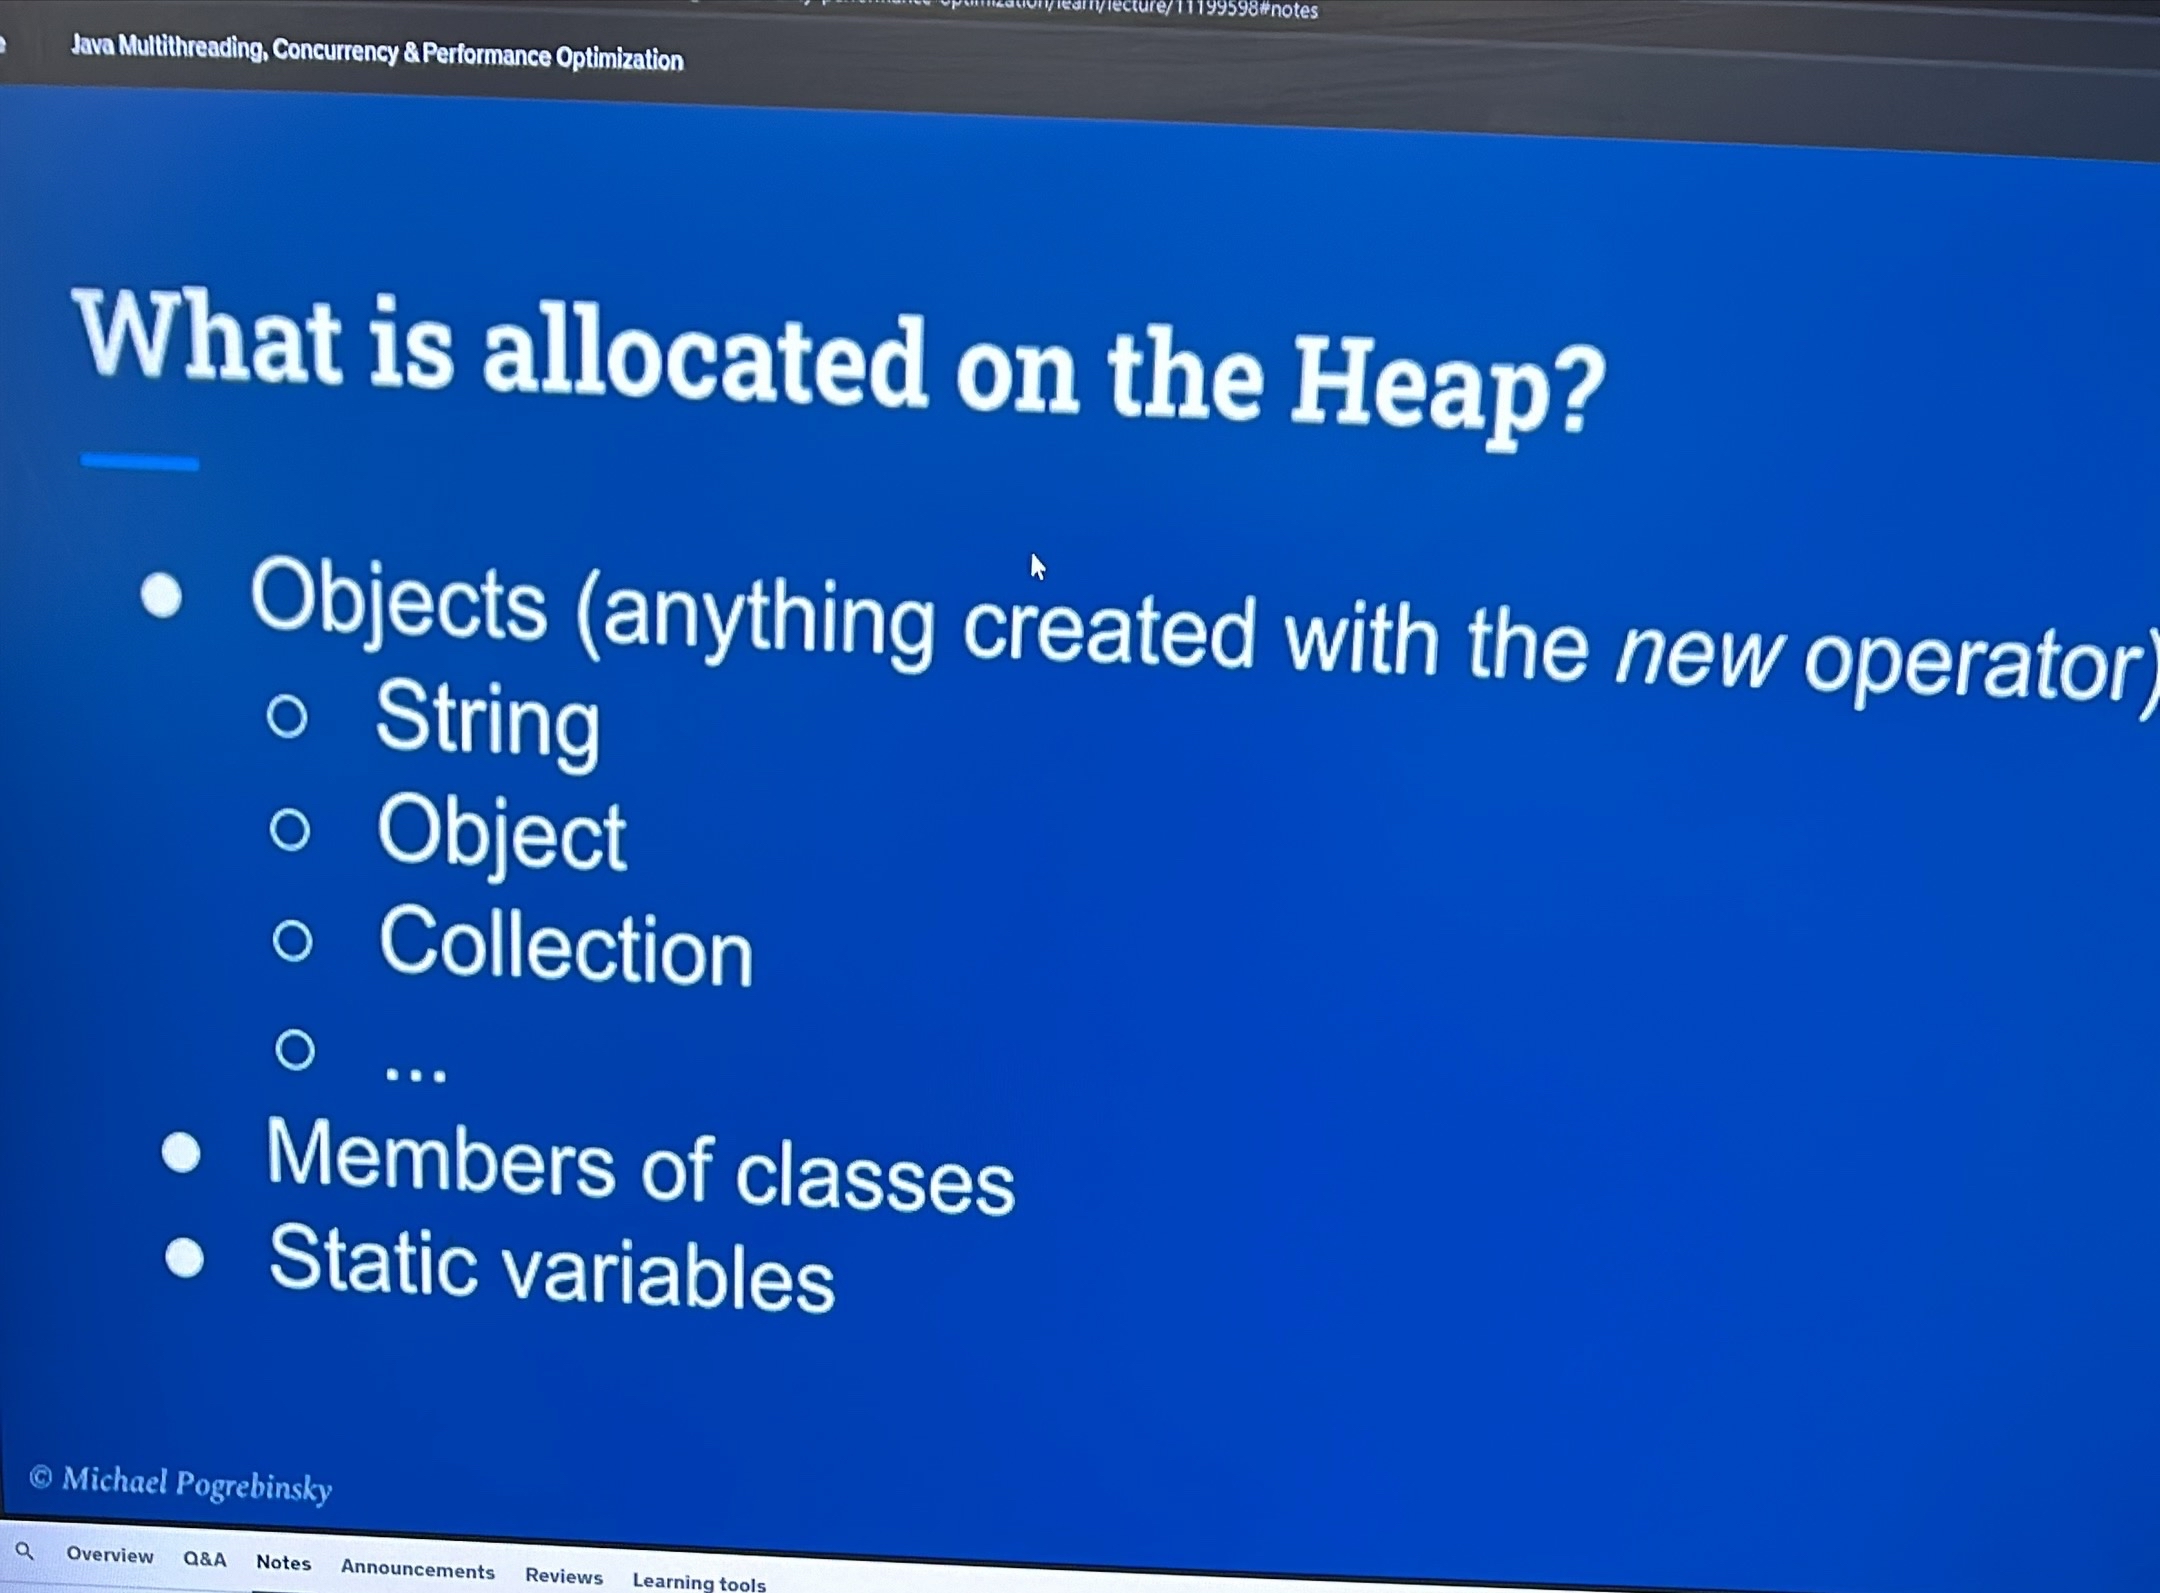 optimization/learn/lecture/11199598#notes
Java Multithreading, Concurrency & Performance Optimization
What is allocated on the Heap?
● Objects (anything created with the new operator)
○ String
○ Object
○ Collection
○ ...
● Members of classes
● Static variables
© Michael Pogrebinsky
Overview Q&A Notes Announcements Reviews Learning tools